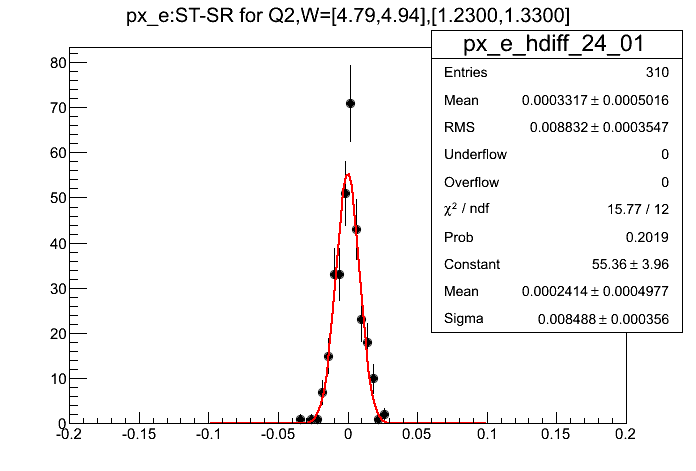 px_e:ST-SR for Q2,W=[4.79,4.94],[1.2300,1.3300]
px_e_hdiff_24_01
Entries 310
Mean 0.0003317 ± 0.0005016
RMS 0.008832 ± 0.0003547
Underflow 0
Overflow 0
χ² / ndf 15.77 / 12
Prob 0.2019
Constant 55.36 ± 3.96
Mean 0.0002414 ± 0.0004977
Sigma 0.008488 ± 0.000356
80
70
60
50
40
30
20
10
0
-0.2 -0.15 -0.1 -0.05 0 0.05 0.1 0.15 0.2